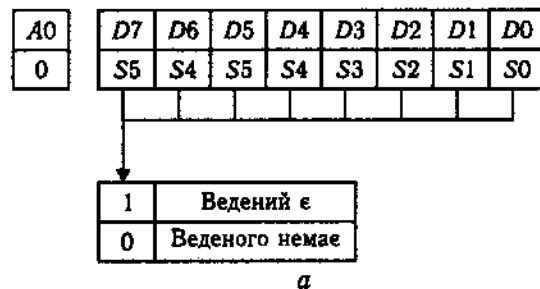 A0 D7 D6 D5 D4 D3 D2 D1 D0
0 S5 S4 S5 S4 S3 S2 S1 S0
1 Ведений є
0 Веденого немає
а